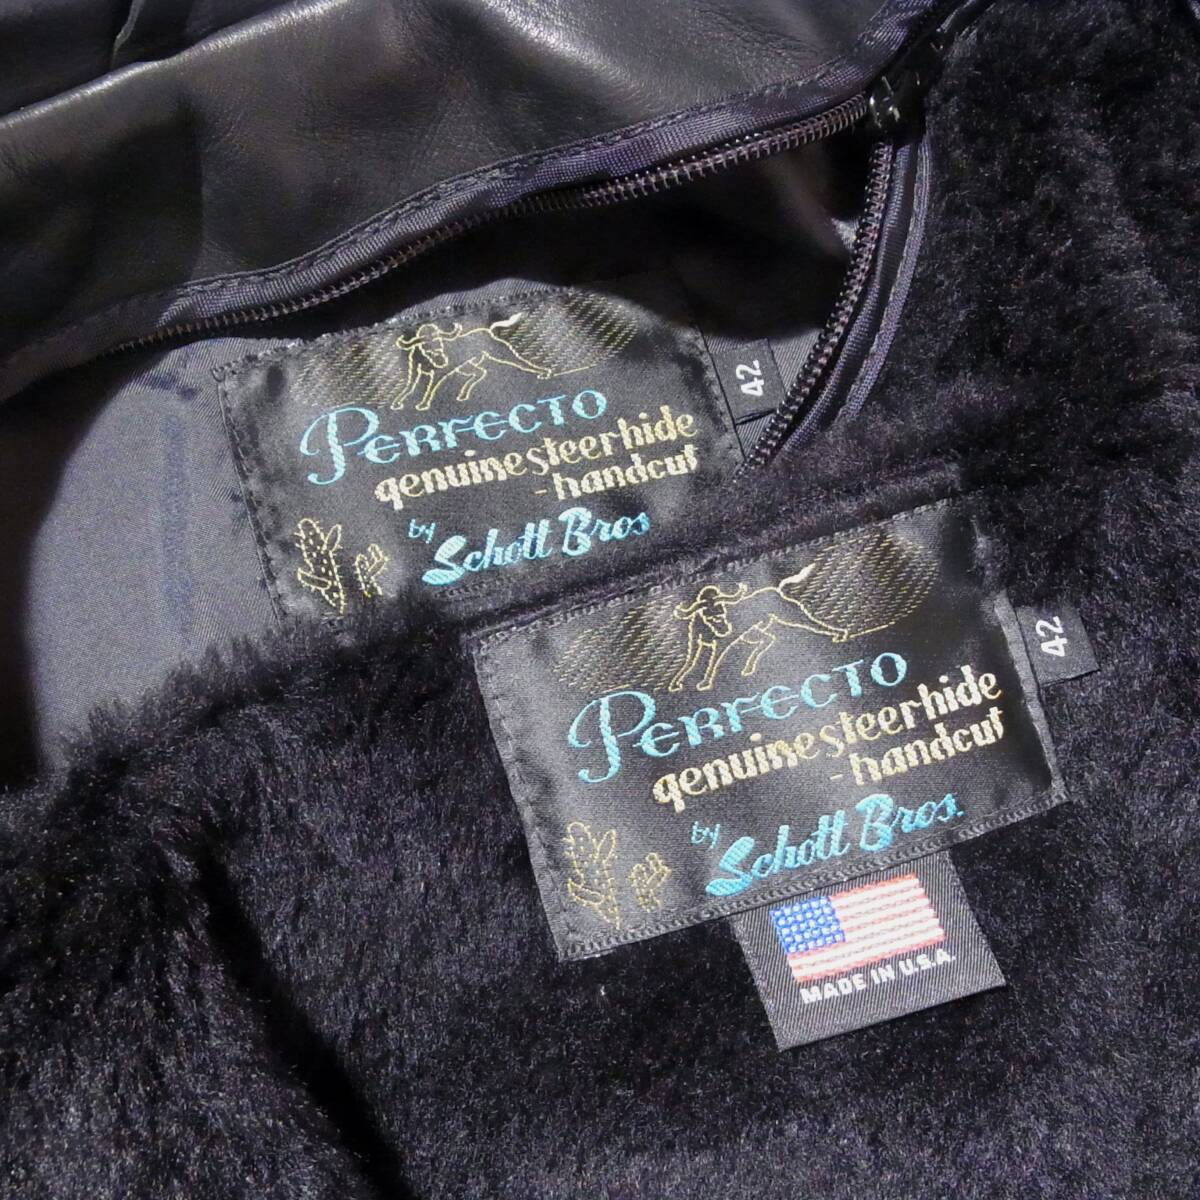 PERFECTO
genuine steerhide
-handcut
by Schott Bros
42
PERFECTO
genuine steerhide
-handcut
by Schott Bros.
42
MADE IN U.S.A.